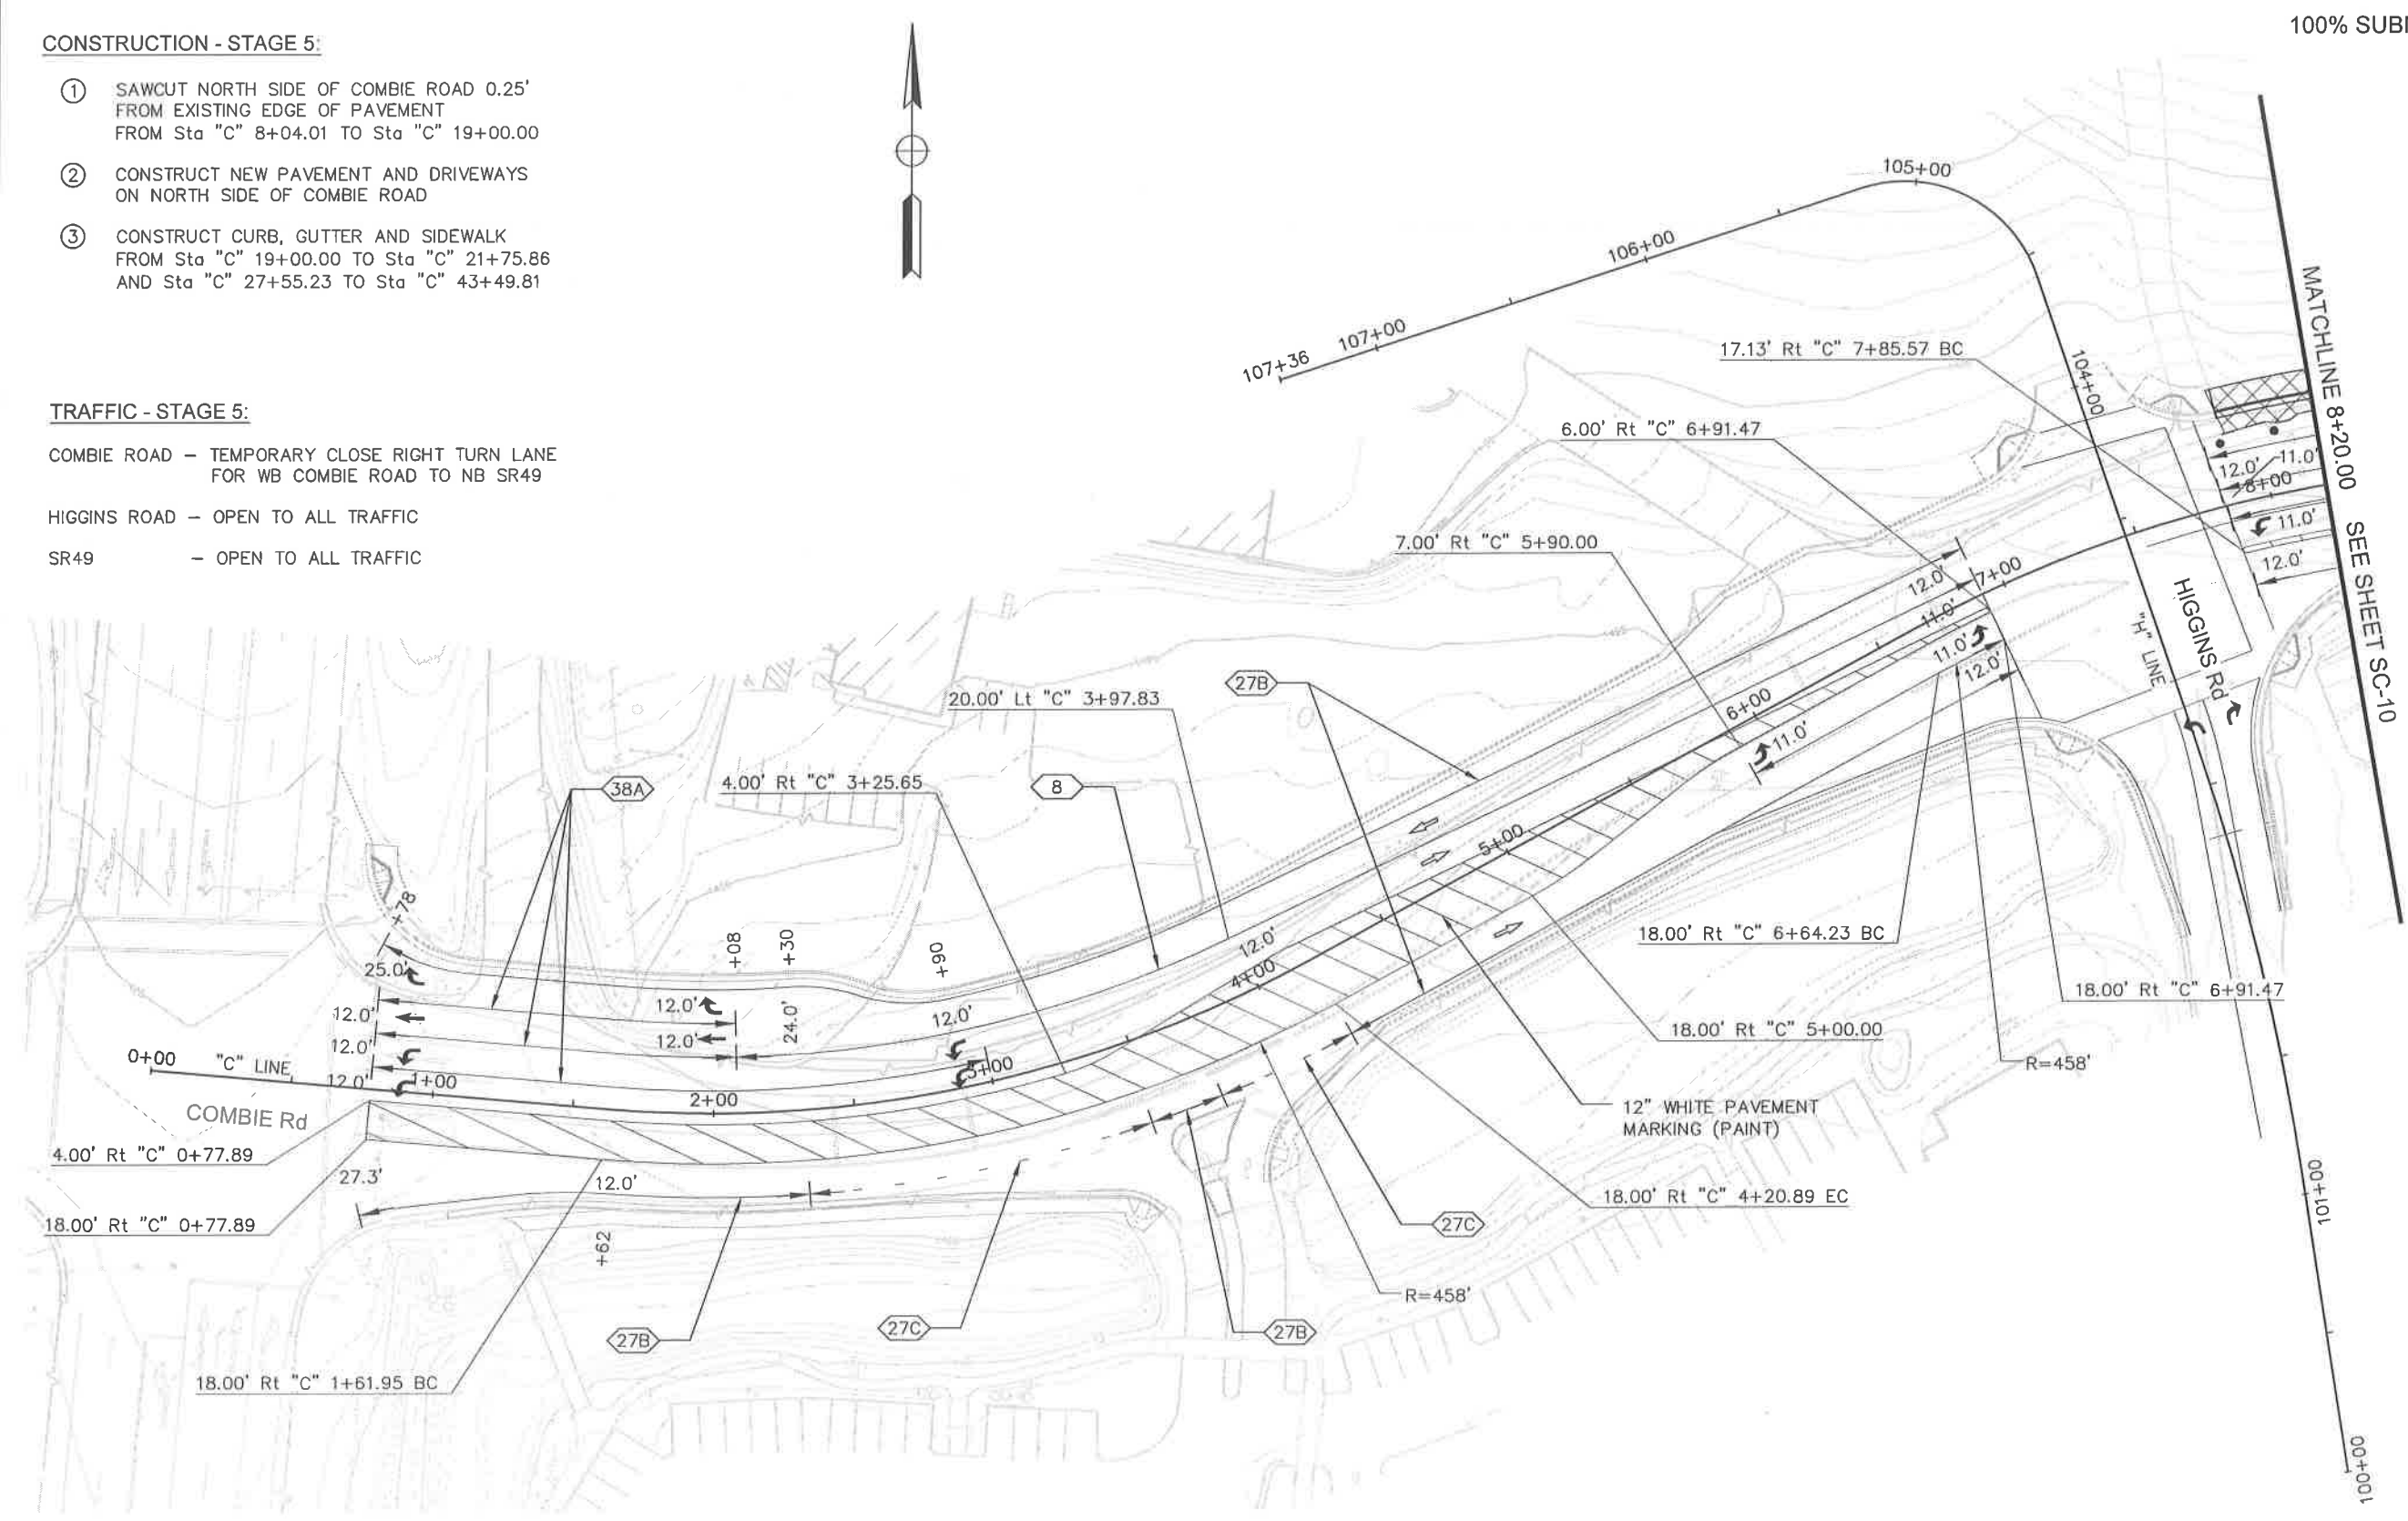 100% SUBI
CONSTRUCTION - STAGE 5:
1 SAWCUT NORTH SIDE OF COMBIE ROAD 0.25'
FROM EXISTING EDGE OF PAVEMENT
FROM Sta "C" 8+04.01 TO Sta "C" 19+00.00
2 CONSTRUCT NEW PAVEMENT AND DRIVEWAYS
ON NORTH SIDE OF COMBIE ROAD
3 CONSTRUCT CURB, GUTTER AND SIDEWALK
FROM Sta "C" 19+00.00 TO Sta "C" 21+75.86
AND Sta "C" 27+55.23 TO Sta "C" 43+49.81
TRAFFIC - STAGE 5:
COMBIE ROAD - TEMPORARY CLOSE RIGHT TURN LANE
FOR WB COMBIE ROAD TO NB SR49
HIGGINS ROAD - OPEN TO ALL TRAFFIC
SR49 - OPEN TO ALL TRAFFIC
105+00
106+00
107+00
107+36
104+00
MATCHLINE 8+20.00 SEE SHEET SC-10
17.13' Rt "C" 7+85.57 BC
6.00' Rt "C" 6+91.47
7.00' Rt "C" 5+90.00
12.0'
11.0'
8+00
11.0'
12.0'
12.0'
7+00
11.0'
11.0'
12.0'
"H" LINE
HIGGINS Rd
27B
20.00' Lt "C" 3+97.83
6+00
11.0'
38A
4.00' Rt "C" 3+25.65
8
5+00
+78
+08
+30
+90
12.0'
4+00
18.00' Rt "C" 6+64.23 BC
18.00' Rt "C" 6+91.47
18.00' Rt "C" 5+00.00
R=458'
25.0'
12.0'
12.0'
24.0'
12.0'
12.0'
12.0'
12.0'
0+00
"C" LINE
1+00
2+00
3+00
COMBIE Rd
4.00' Rt "C" 0+77.89
27.3'
12.0'
18.00' Rt "C" 0+77.89
12" WHITE PAVEMENT
MARKING (PAINT)
18.00' Rt "C" 4+20.89 EC
27C
+62
R=458'
27B
27C
27B
18.00' Rt "C" 1+61.95 BC
101+00
100+00